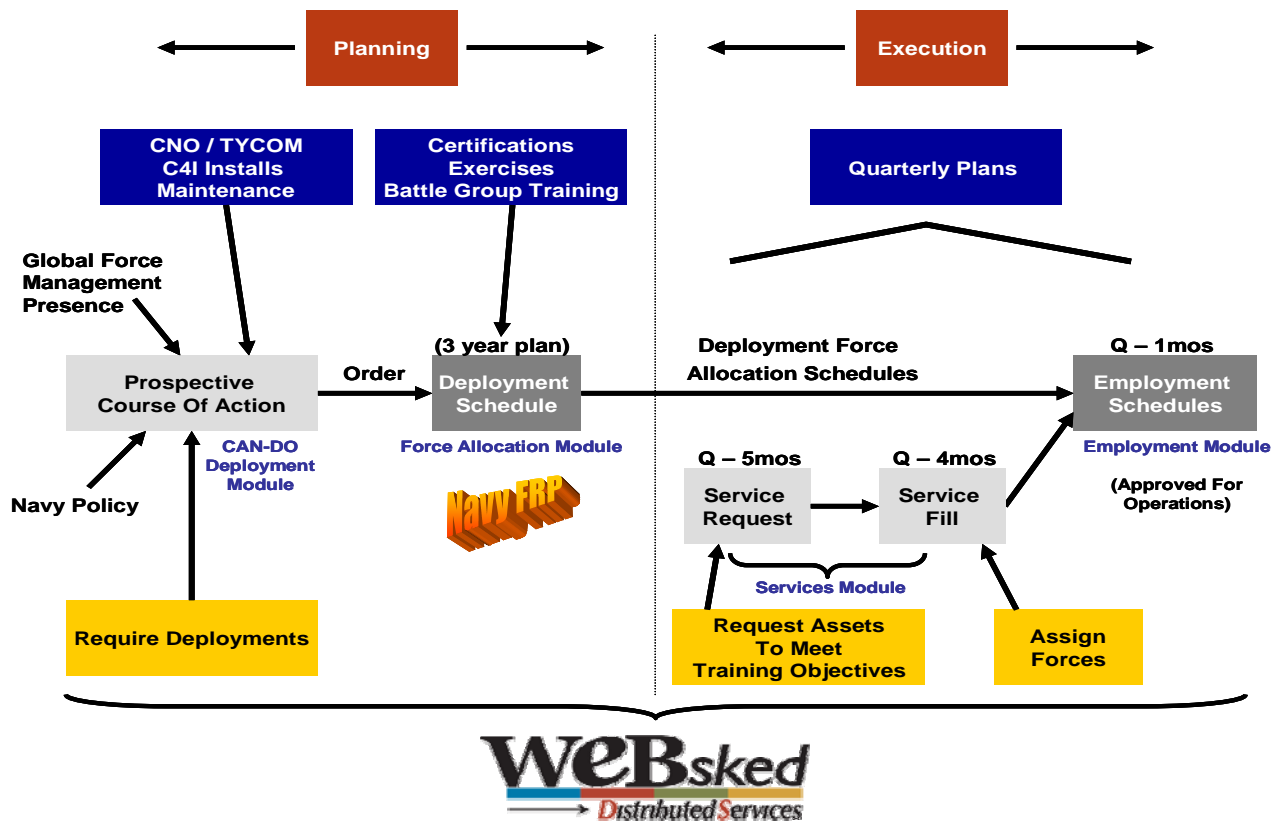 Planning
Execution
CNO / TYCOM
C4I Installs
Maintenance
Certifications
Exercises
Battle Group Training
Quarterly Plans
Global Force
Management
Presence
(3 year plan)
Deployment Force
Allocation Schedules
Q – 1mos
Prospective
Course Of Action
Order
Deployment
Schedule
Employment
Schedules
CAN-DO
Deployment
Module
Force Allocation Module
Employment Module
Navy Policy
Navy FRP
Q – 5mos
Q – 4mos
(Approved For
Operations)
Service
Request
Service
Fill
Services Module
Require Deployments
Request Assets
To Meet
Training Objectives
Assign
Forces
WeBsked
Distributed Services